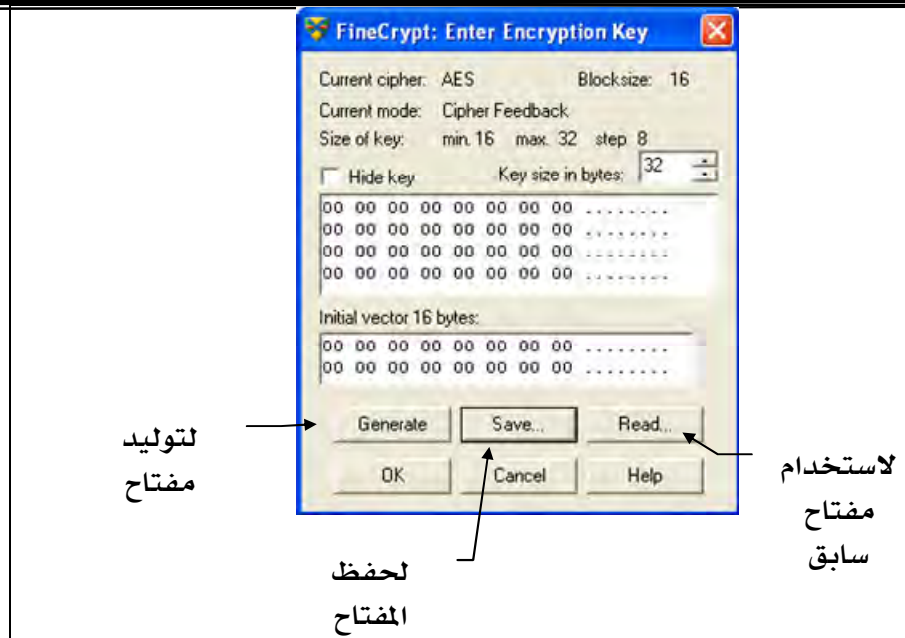 FineCrypt: Enter Encryption Key
Current cipher: AES Blocksize: 16
Current mode: Cipher Feedback
Size of key: min. 16 max. 32 step 8
Hide key Key size in bytes: 32
00 00 00 00 00 00 00 00 ........
00 00 00 00 00 00 00 00 ........
00 00 00 00 00 00 00 00 ........
00 00 00 00 00 00 00 00 ........
Initial vector 16 bytes:
00 00 00 00 00 00 00 00 ........
00 00 00 00 00 00 00 00 ........
Generate Save... Read...
OK Cancel Help
لتوليد
مفتاح
لحفظ
المفتاح
لاستخدام
مفتاح
سابق